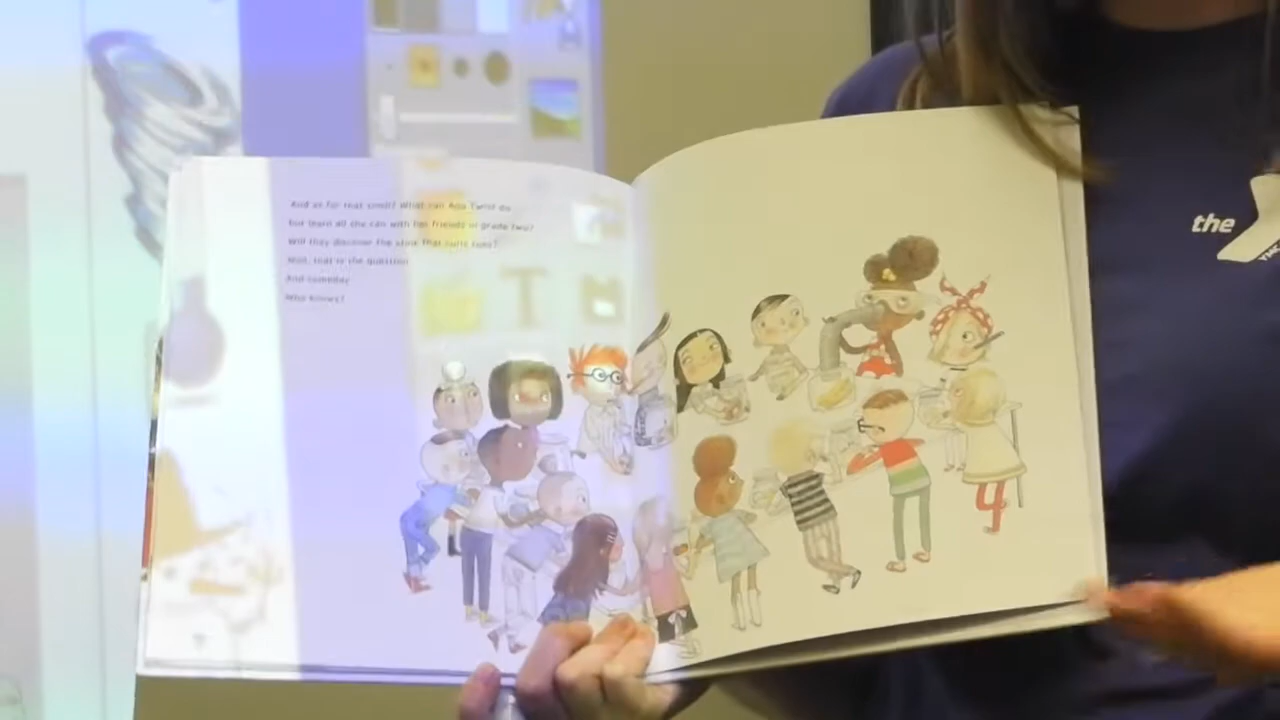 And as for that smell? What can Ada Twist do
but learn all she can with her friends in grade two?
Will they discover the stink that curls toes?
Well, that is the question.
And someday
Who knows?
the
YMC